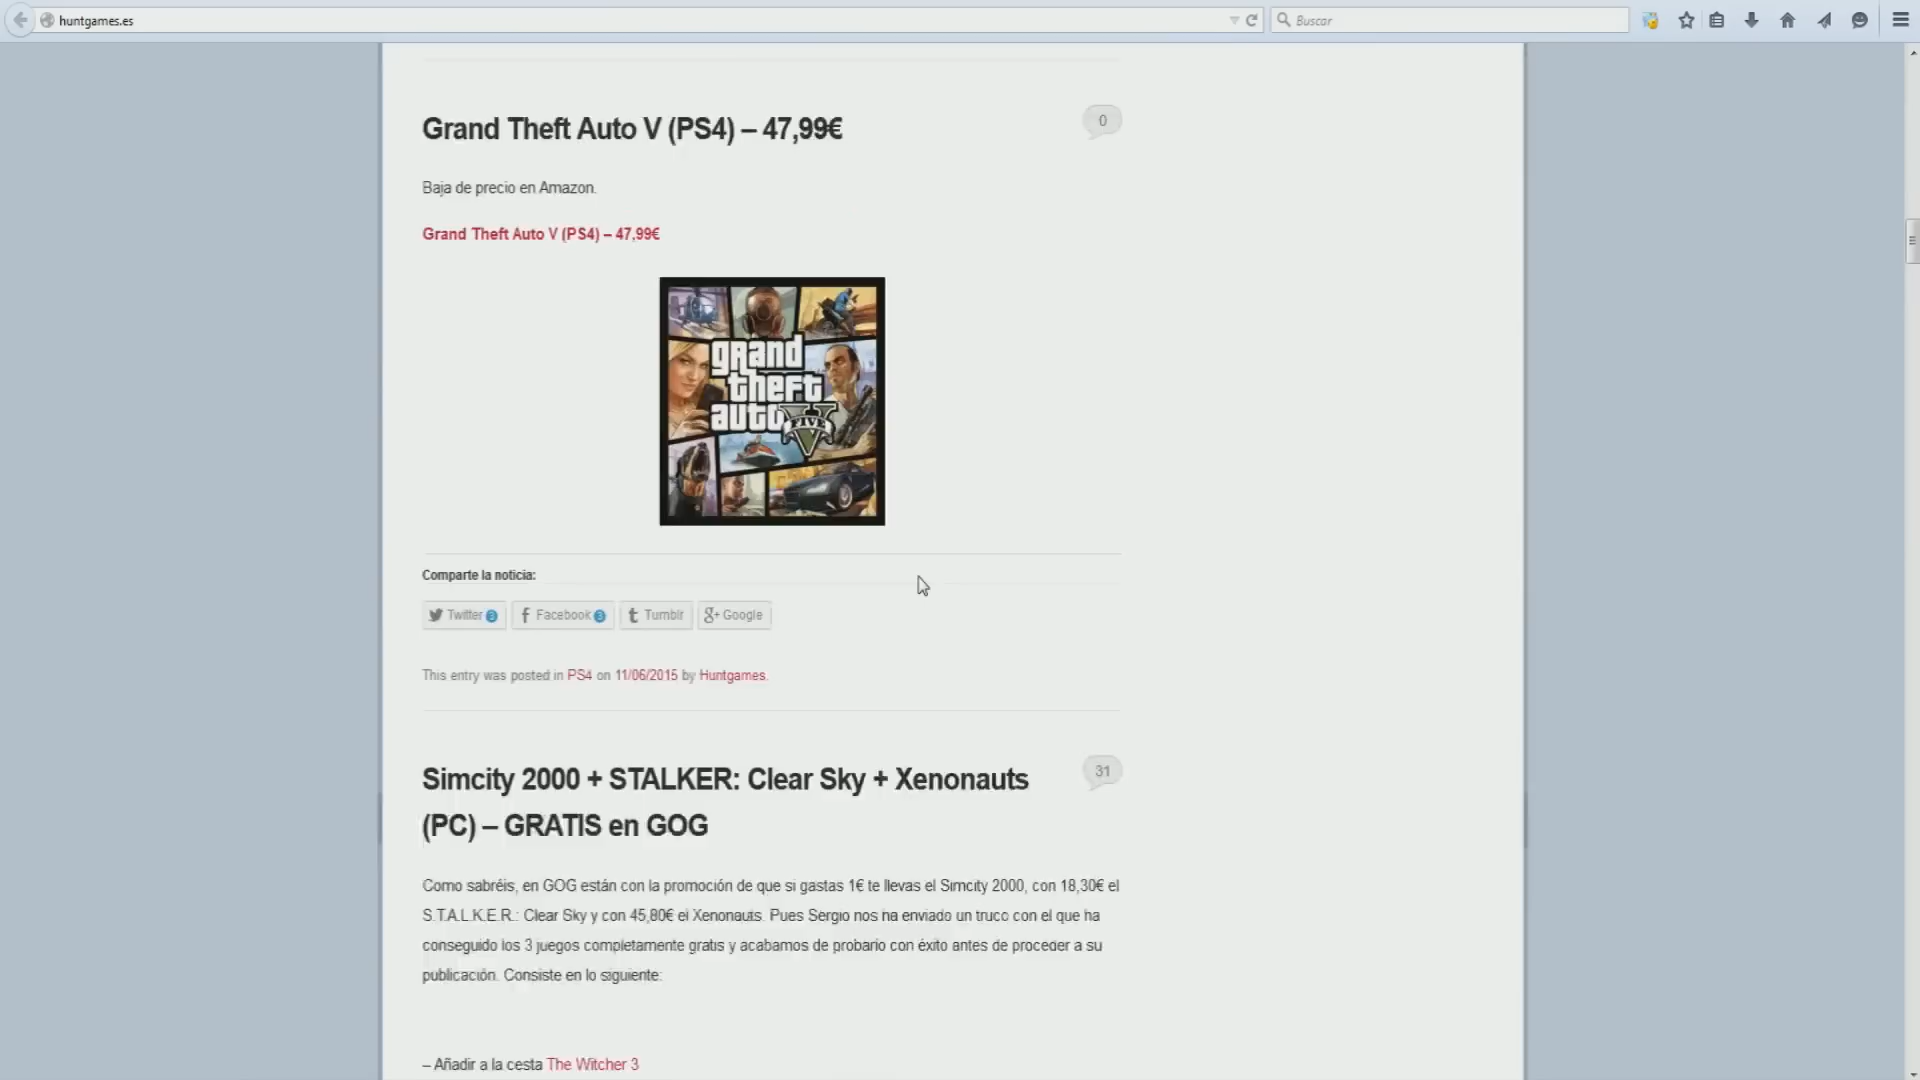 huntgames.es
Buscar
Grand Theft Auto V (PS4) – 47,99€
0
Baja de precio en Amazon.
Grand Theft Auto V (PS4) – 47,99€
grand
theft
auto
FIVE
V
Comparte la noticia:
Twitter 3 Facebook 3 Tumblr g+ Google
This entry was posted in PS4 on 11/06/2015 by Huntgames.
Simcity 2000 + STALKER: Clear Sky + Xenonauts
31
(PC) – GRATIS en GOG
Como sabréis, en GOG están con la promoción de que si gastas 1€ te llevas el Simcity 2000, con 18,30€ el
S.T.A.L.K.E.R.: Clear Sky y con 45,80€ el Xenonauts. Pues Sergio nos ha enviado un truco con el que ha
conseguido los 3 juegos completamente gratis y acabamos de probarlo con éxito antes de proceder a su
publicación. Consiste en lo siguiente:
– Añadir a la cesta The Witcher 3